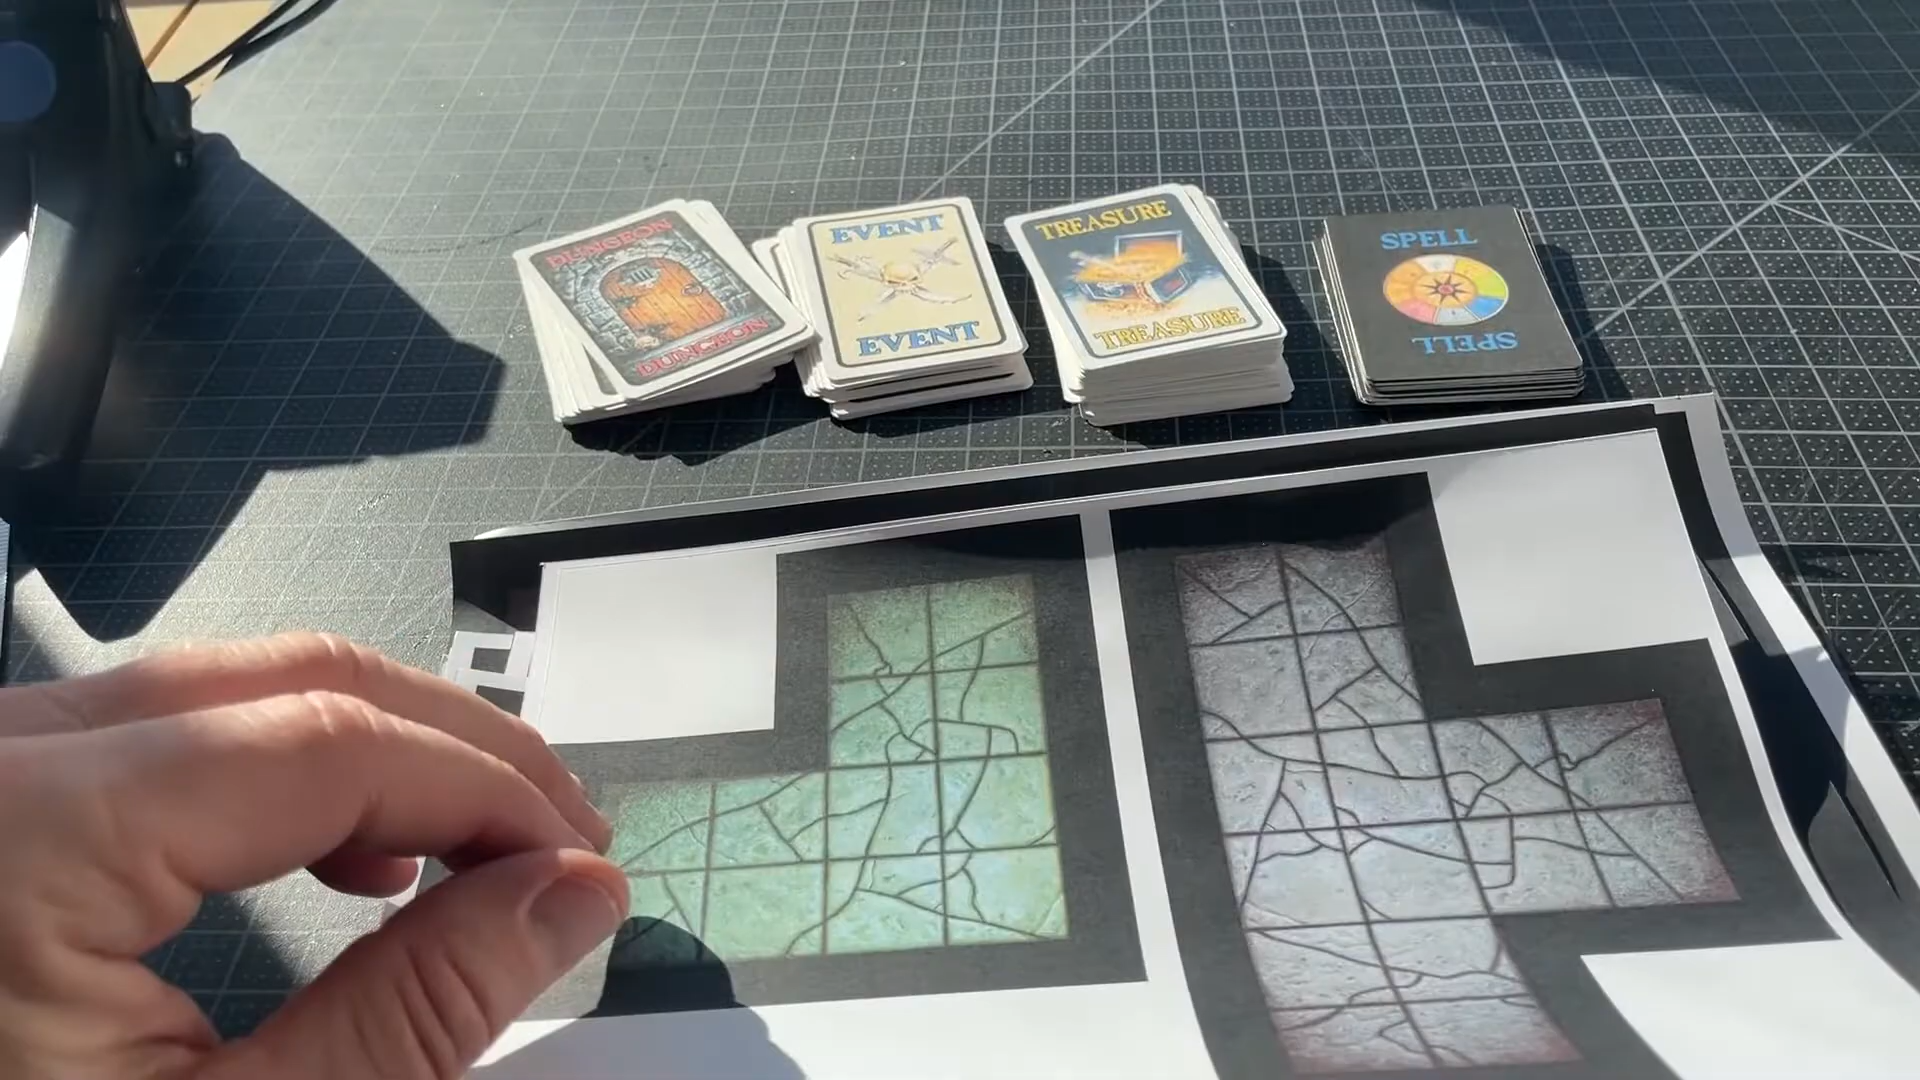 DUNGEON
DUNGEON
EVENT
EVENT
TREASURE
TREASURE
SPELL
SPELL